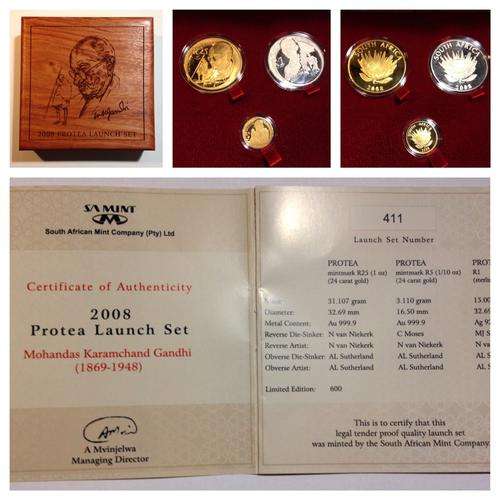 2008 PROTEA LAUNCH SET
SOUTH AFRICA
2008
SOUTH AFRICA
2008
SA MINT
South African Mint Company (Pty) Ltd
Certificate of Authenticity
2008
Protea Launch Set
Mohandas Karamchand Gandhi
(1869-1948)
A Mvinjelwa
Managing Director
411
Launch Set Number
PROTEA PROTEA PROTEA
mintmark R25 (1 oz) mintmark R5 (1/10 oz) R1
(24 carat gold) (24 carat gold)
31.107 gram 3.110 gram
Diameter: 32.69 mm 16.50 mm
Metal Content: Au 999.9 Au 999.9
Reverse Die-Sinker: N van Niekerk C Moses
Reverse Artist: N van Niekerk N van Niekerk
Obverse Die-Sinker: AL Sutherland AL Sutherland
Obverse Artist: AL Sutherland AL Sutherland
Limited Edition: 600
This is to certify that this
legal tender proof quality launch set
was minted by the South African Mint Company